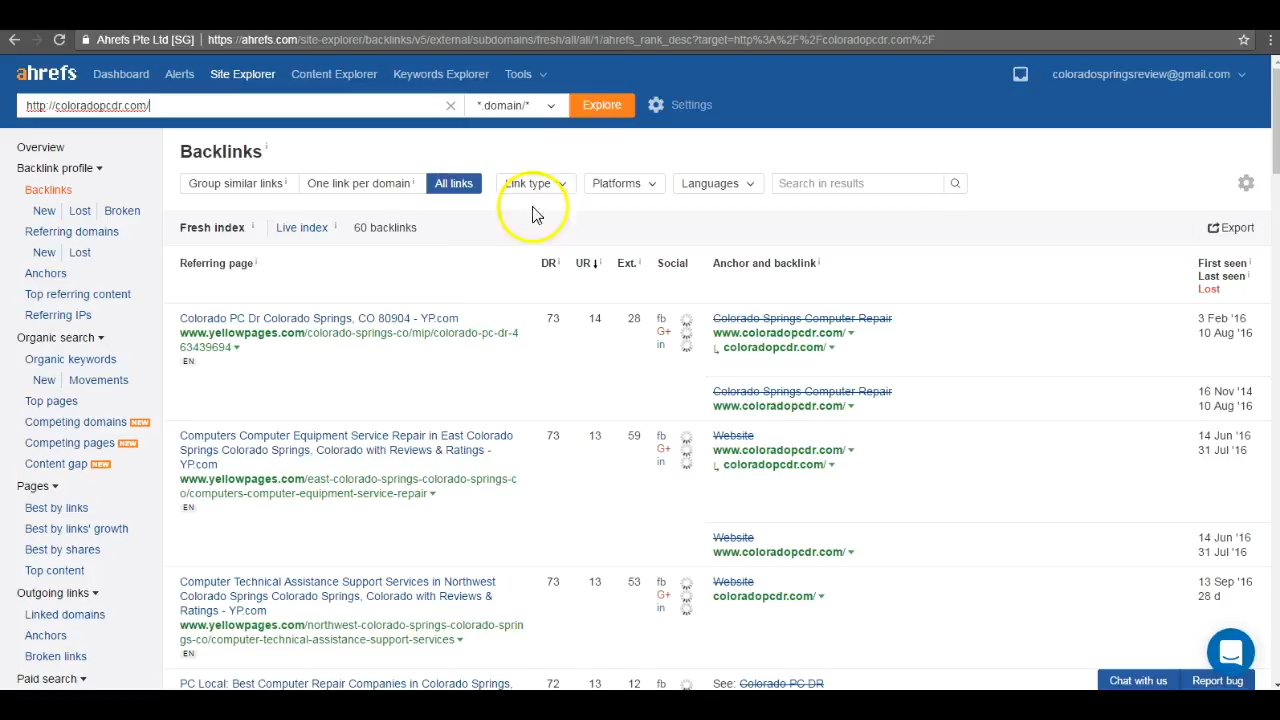 Ahrefs Pte Ltd [SG] https://ahrefs.com/site-explorer/backlinks/v5/external/subdomains/fresh/all/all/1/ahrefs_rank_desc?target=http%3A%2F%2Fcoloradopcdr.com%2F
ahrefs Dashboard Alerts Site Explorer Content Explorer Keywords Explorer Tools coloradospringsreview@gmail.com
http://coloradopcdr.com/ *.domain/* Explore Settings
Overview
Backlink profile
Backlinks
New Lost Broken
Referring domains
New Lost
Anchors
Top referring content
Referring IPs
Organic search
Organic keywords
New Movements
Top pages
Competing domains NEW
Competing pages NEW
Content gap NEW
Pages
Best by links
Best by links' growth
Best by shares
Top content
Outgoing links
Linked domains
Anchors
Broken links
Paid search
Backlinks
Group similar links One link per domain All links Link type Platforms Languages Search in results
Fresh index Live index 60 backlinks Export
Referring page DR UR Ext. Social Anchor and backlink First seen
Last seen
Lost
Colorado PC Dr Colorado Springs, CO 80904 - YP.com 73 14 28 fb Colorado Springs Computer Repair 3 Feb '16
www.yellowpages.com/colorado-springs-co/mip/colorado-pc-dr-4 G+ www.coloradopcdr.com/ 10 Aug '16
63439694 in coloradopcdr.com/
EN
Colorado Springs Computer Repair 16 Nov '14
www.coloradopcdr.com/ 10 Aug '16
Computers Computer Equipment Service Repair in East Colorado 73 13 59 fb Website 14 Jun '16
Springs Colorado Springs, Colorado with Reviews & Ratings - G+ www.coloradopcdr.com/ 31 Jul '16
YP.com in coloradopcdr.com/
www.yellowpages.com/east-colorado-springs-colorado-springs-c
o/computers-computer-equipment-service-repair
EN
Website 14 Jun '16
www.coloradopcdr.com/ 31 Jul '16
Computer Technical Assistance Support Services in Northwest 73 13 53 fb Website 13 Sep '16
Colorado Springs Colorado Springs, Colorado with Reviews & G+ coloradopcdr.com/ 28 d
Ratings - YP.com in
www.yellowpages.com/northwest-colorado-springs-colorado-sprin
gs-co/computer-technical-assistance-support-services
EN
PC Local: Best Computer Repair Companies in Colorado Springs, 72 13 12 fb See: Colorado PC DR
Chat with us Report bug